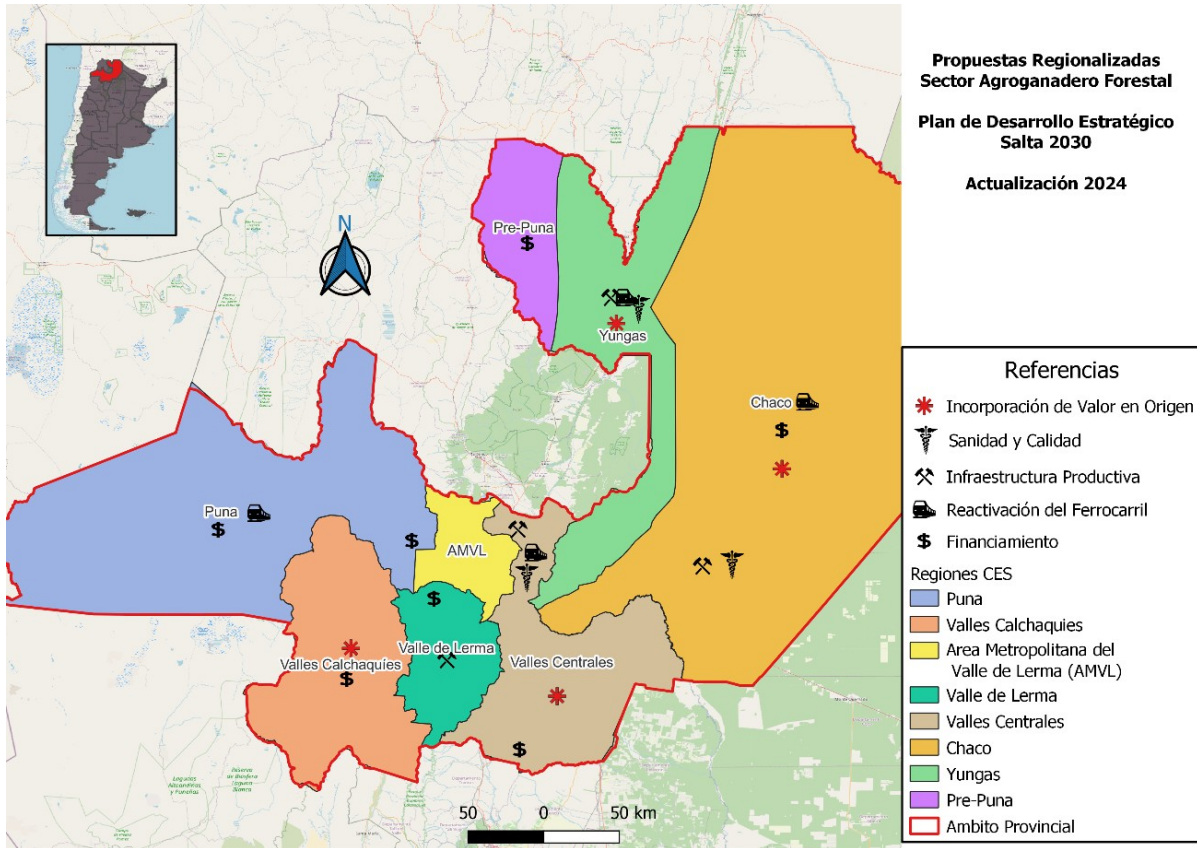 Propuestas Regionalizadas
Sector Agroganadero Forestal
Plan de Desarrollo Estratégico
Salta 2030
Actualización 2024
N
Pre-Puna
Yungas
Chaco
Puna
AMVL
Valle de Lerma
Valles Calchaquíes
Valles Centrales
50 0 50 km
Referencias
Incorporación de Valor en Origen
Sanidad y Calidad
Infraestructura Productiva
Reactivación del Ferrocarril
$ Financiamiento
Regiones CES
Puna
Valles Calchaquies
Area Metropolitana del
Valle de Lerma (AMVL)
Valle de Lerma
Valles Centrales
Chaco
Yungas
Pre-Puna
Ambito Provincial